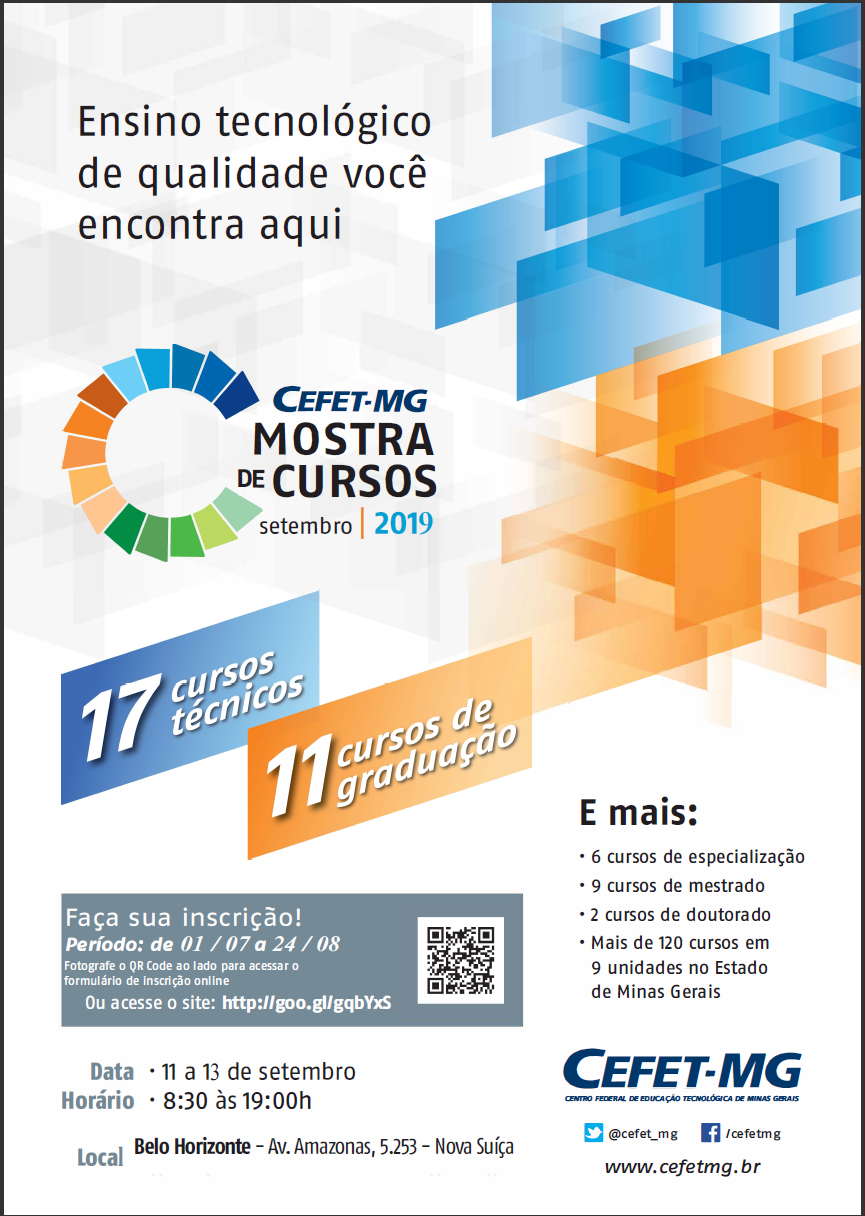 Ensino tecnológico
de qualidade você
encontra aqui
CEFET-MG
MOSTRA
DE CURSOS
setembro | 2019
17 cursos
técnicos
11 cursos de
graduação
E mais:
• 6 cursos de especialização
• 9 cursos de mestrado
• 2 cursos de doutorado
• Mais de 120 cursos em
9 unidades no Estado
de Minas Gerais
Faça sua inscrição!
Período: de 01 / 07 a 24 / 08
Fotografe o QR Code ao lado para acessar o
formulário de inscrição online
Ou acesse o site: http://goo.gl/gqbYxS
Data • 11 a 13 de setembro
Horário • 8:30 às 19:00h
Local Belo Horizonte – Av. Amazonas, 5.253 – Nova Suíça
CEFET-MG
CENTRO FEDERAL DE EDUCAÇÃO TECNOLÓGICA DE MINAS GERAIS
@cefet_mg /cefetmg
www.cefetmg.br